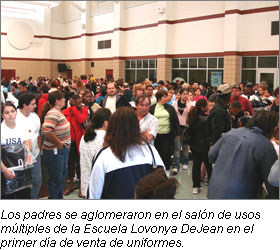 Los padres se aglomeraron en el salón de usos
múltiples de la Escuela Lovonya DeJean en el
primer día de venta de uniformes.